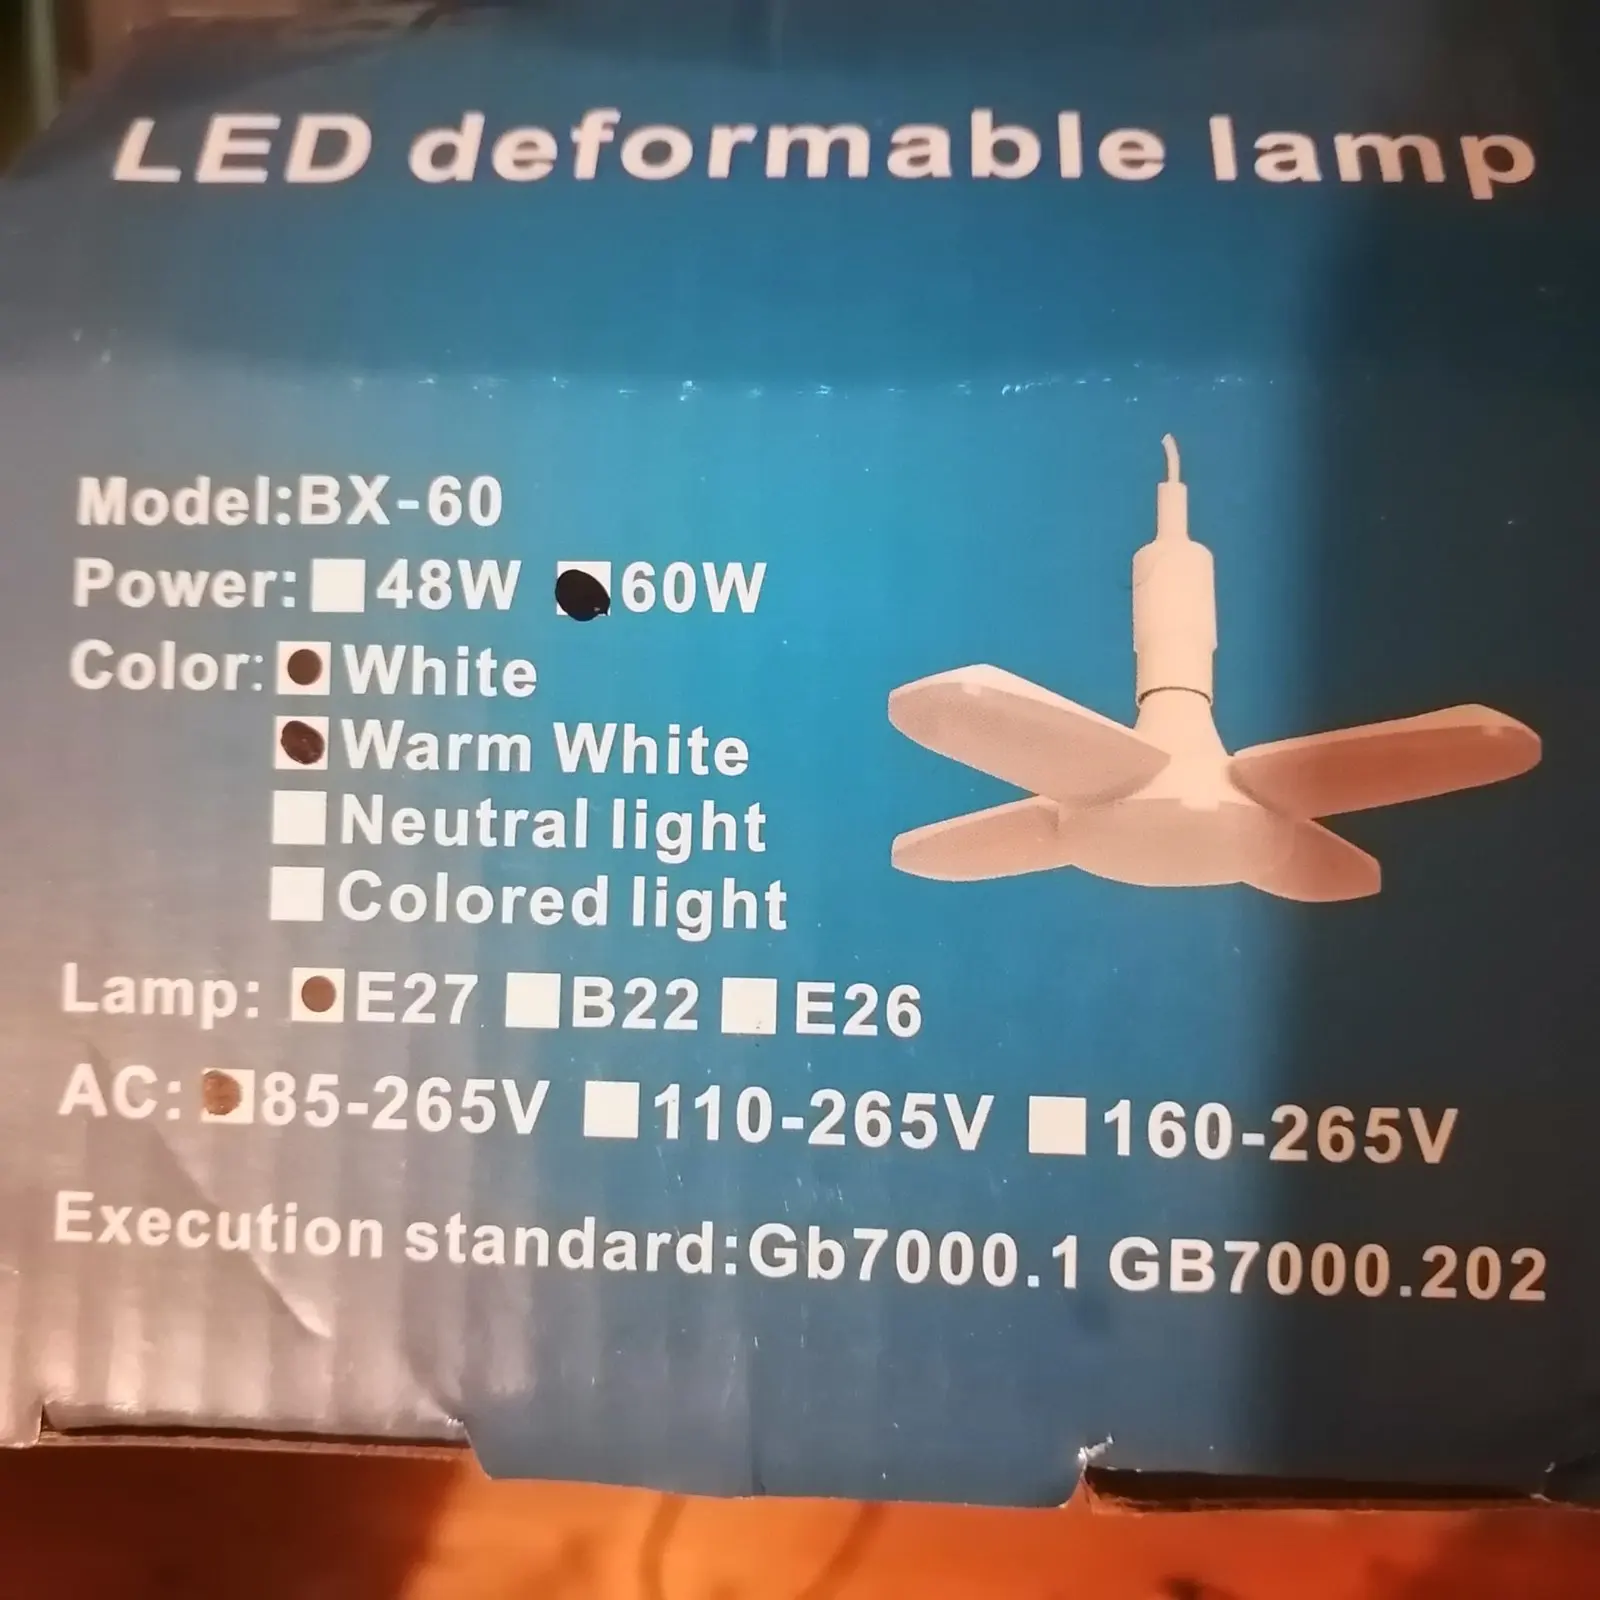 LED deformable lamp
Model:BX-60
Power: 48W 60W
Color: White
Warm White
Neutral light
Colored light
Lamp: E27 B22 E26
AC: 85-265V 110-265V 160-265V
Execution standard:Gb7000.1 GB7000.202